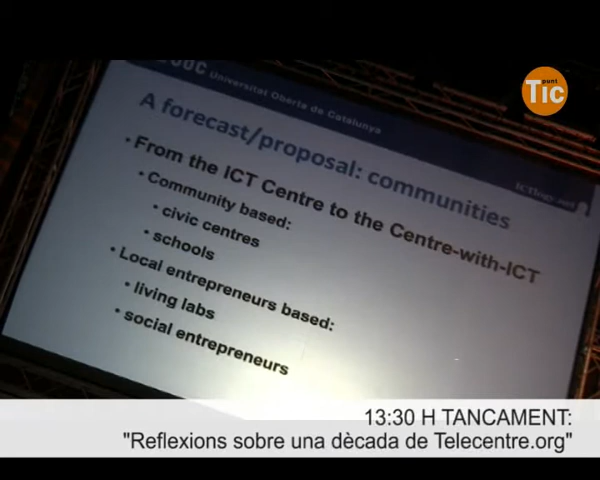 punt
TIC
UOC Universitat Oberta de Catalunya
ICTlogy.net
A forecast/proposal: communities
• From the ICT Centre to the Centre-with-ICT
• Community based:
• civic centres
• schools
• Local entrepreneurs based:
• living labs
• social entrepreneurs
13:30 H TANCAMENT:
"Reflexions sobre una dècada de Telecentre.org"